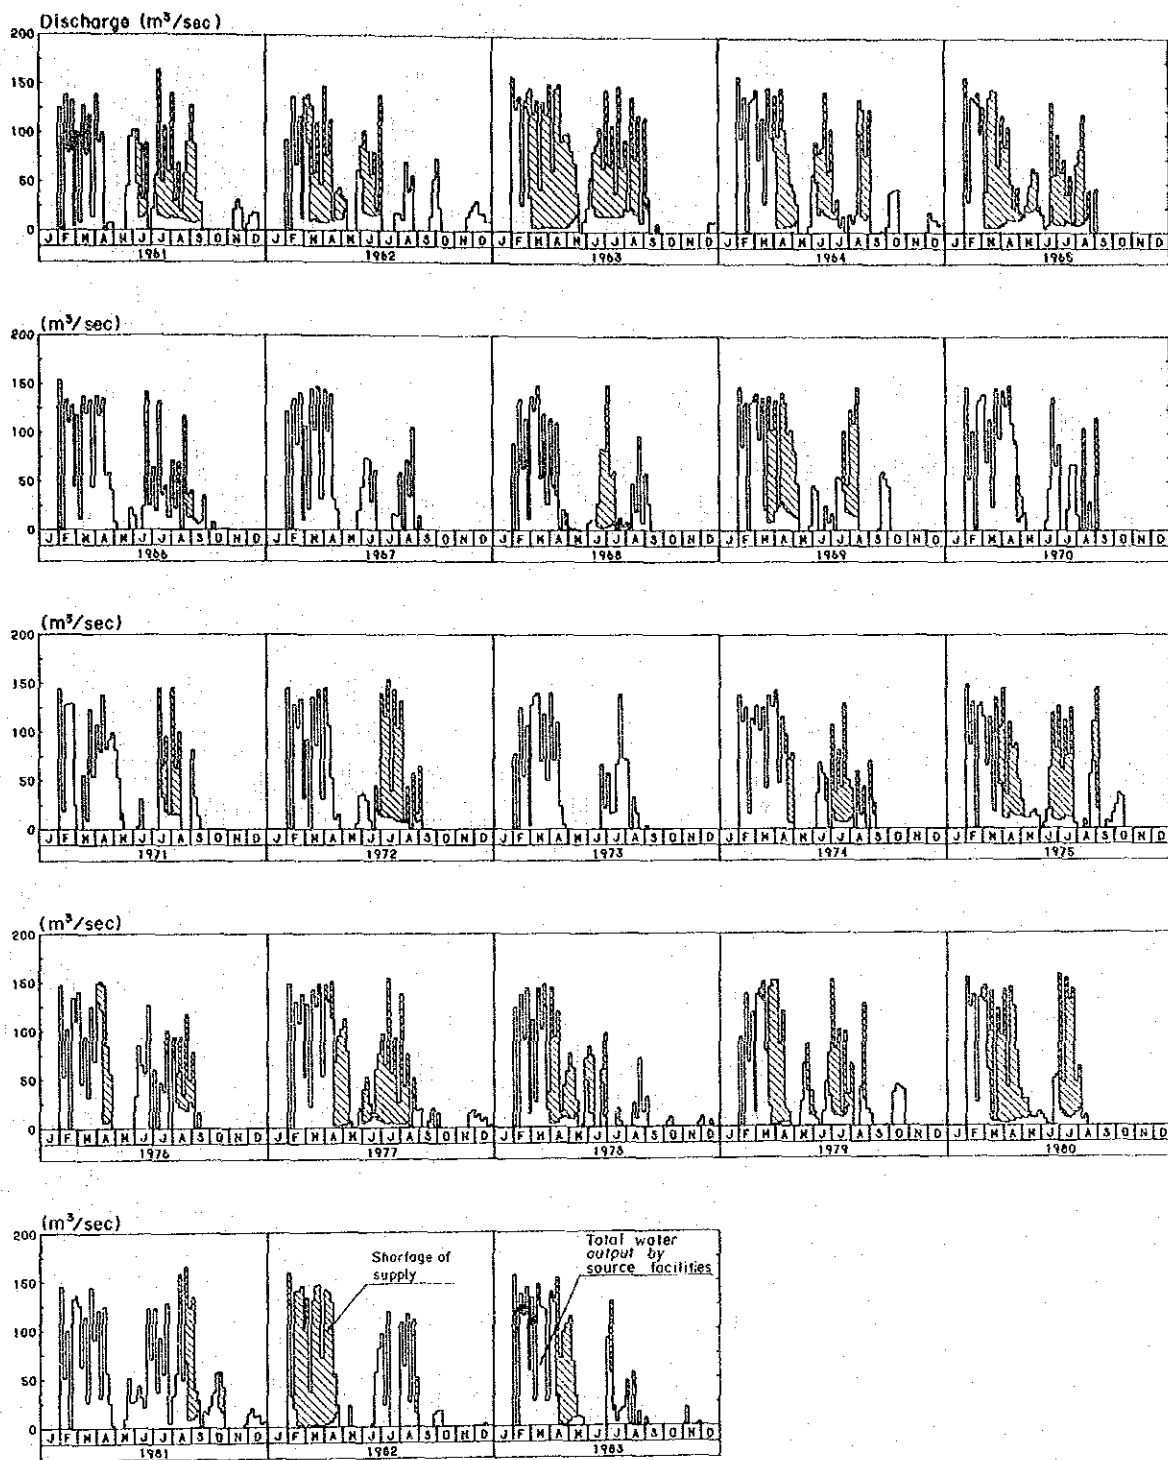 Discharge (m³/sec)
200
150
100
50
0
J F M A M J J A S O N D J F M A M J J A S O N D J F M A M J J A S O N D J F M A M J J A S O N D J F M A M J J A S O N D
1961 1962 1963 1964 1965
(m³/sec)
200
150
100
50
0
J F M A M J J A S O N D J F M A M J J A S O N D J F M A M J J A S O N D J F M A M J J A S O N D J F M A M J J A S O N D
1966 1967 1968 1969 1970
(m³/sec)
200
150
100
50
0
J F M A M J J A S O N D J F M A M J J A S O N D J F M A M J J A S O N D J F M A M J J A S O N D J F M A M J J A S O N D
1971 1972 1973 1974 1975
(m³/sec)
200
150
100
50
0
J F M A M J J A S O N D J F M A M J J A S O N D J F M A M J J A S O N D J F M A M J J A S O N D J F M A M J J A S O N D
1976 1977 1978 1979 1980
(m³/sec)
200
Shortage of
supply
Total water
output by
source facilities
150
100
50
0
J F M A M J J A S O N D J F M A M J J A S O N D J F M A M J J A S O N D
1981 1982 1983